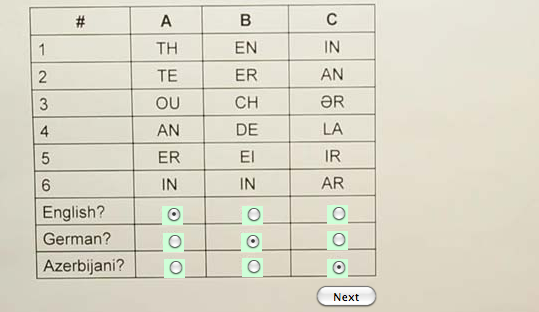 # A B C
1 TH EN IN
2 TE ER AN
3 OU CH ƏR
4 AN DE LA
5 ER EI IR
6 IN IN AR
English?
German?
Azerbijani?
Next